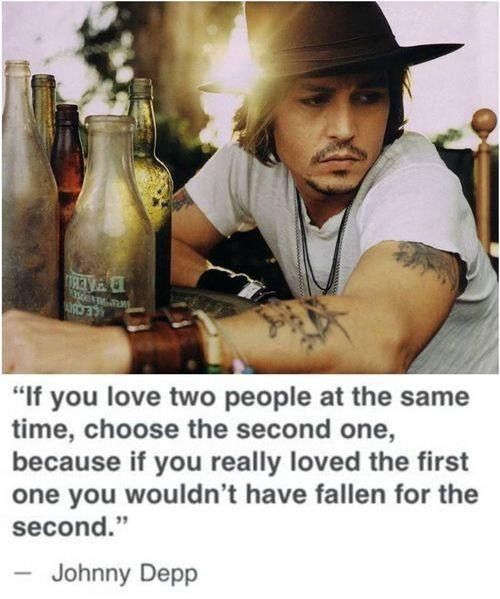 “If you love two people at the same
time, choose the second one,
because if you really loved the first
one you wouldn’t have fallen for the
second.”
— Johnny Depp